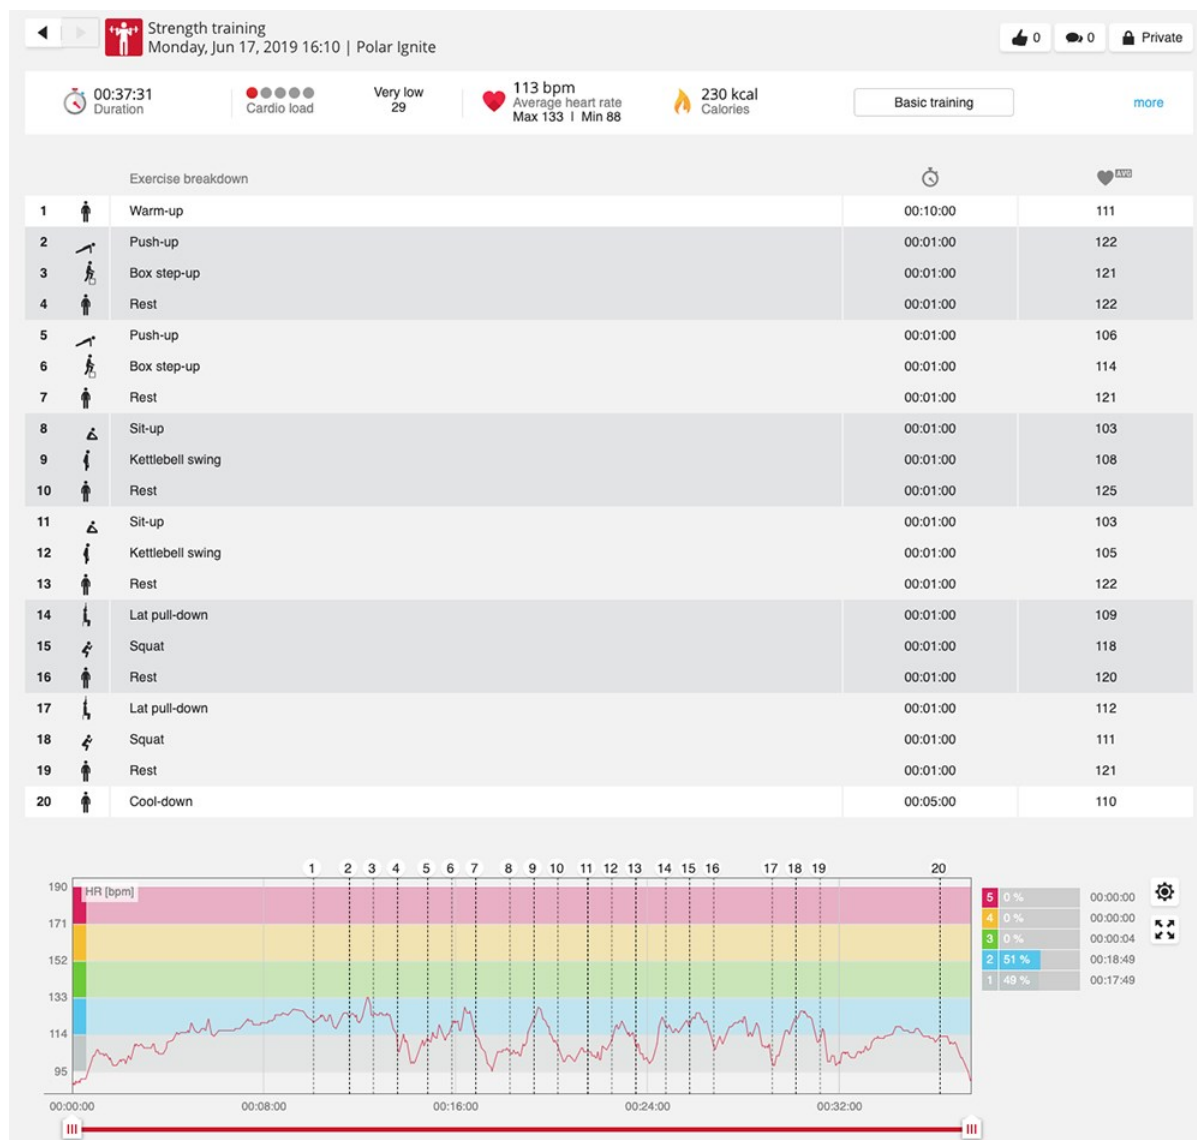 Strength training
Monday, Jun 17, 2019 16:10 | Polar Ignite
0 0 Private
00:37:31
Duration
Cardio load
Very low
29
113 bpm
Average heart rate
Max 133 | Min 88
230 kcal
Calories
Basic training
more
Exercise breakdown AVG
1 Warm-up 00:10:00 111
2 Push-up 00:01:00 122
3 Box step-up 00:01:00 121
4 Rest 00:01:00 122
5 Push-up 00:01:00 106
6 Box step-up 00:01:00 114
7 Rest 00:01:00 121
8 Sit-up 00:01:00 103
9 Kettlebell swing 00:01:00 108
10 Rest 00:01:00 125
11 Sit-up 00:01:00 103
12 Kettlebell swing 00:01:00 105
13 Rest 00:01:00 122
14 Lat pull-down 00:01:00 109
15 Squat 00:01:00 118
16 Rest 00:01:00 120
17 Lat pull-down 00:01:00 112
18 Squat 00:01:00 111
19 Rest 00:01:00 121
20 Cool-down 00:05:00 110
1 2 3 4 5 6 7 8 9 10 11 12 13 14 15 16 17 18 19 20
HR [bpm]
190
171
152
133
114
95
00:00:00 00:08:00 00:16:00 00:24:00 00:32:00
5 0 % 00:00:00
4 0 % 00:00:00
3 0 % 00:00:04
2 51 % 00:18:49
1 49 % 00:17:49